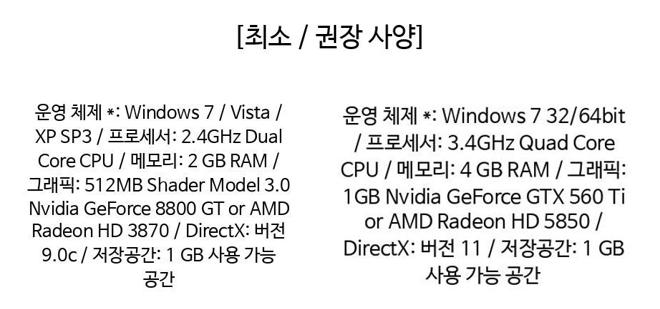 [최소 / 권장 사양]
운영 체제 *: Windows 7 / Vista /
XP SP3 / 프로세서: 2.4GHz Dual
Core CPU / 메모리: 2 GB RAM /
그래픽: 512MB Shader Model 3.0
Nvidia GeForce 8800 GT or AMD
Radeon HD 3870 / DirectX: 버전
9.0c / 저장공간: 1 GB 사용 가능
공간
운영 체제 *: Windows 7 32/64bit
/ 프로세서: 3.4GHz Quad Core
CPU / 메모리: 4 GB RAM / 그래픽:
1GB Nvidia GeForce GTX 560 Ti
or AMD Radeon HD 5850 /
DirectX: 버전 11 / 저장공간: 1 GB
사용 가능 공간